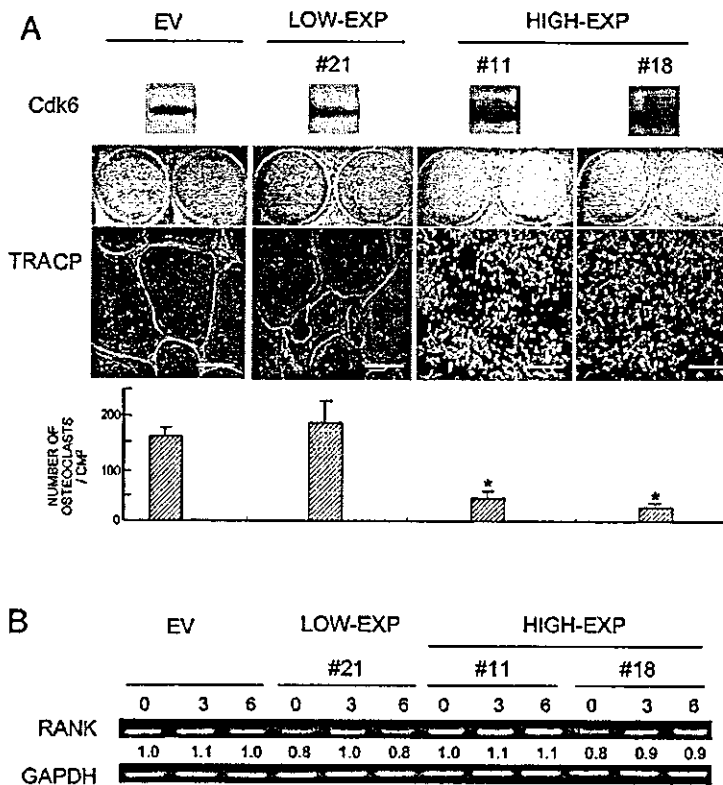 A
EV LOW-EXP HIGH-EXP
#21 #11 #18
Cdk6
TRACP
NUMBER OF
OSTEOCLASTS
/ CM²
200
100
0
* *
B
EV LOW-EXP HIGH-EXP
#21 #11 #18
0 3 6 0 3 6 0 3 6 0 3 6
RANK
1.0 1.1 1.0 0.8 1.0 0.8 1.0 1.1 1.1 0.8 0.9 0.9
GAPDH